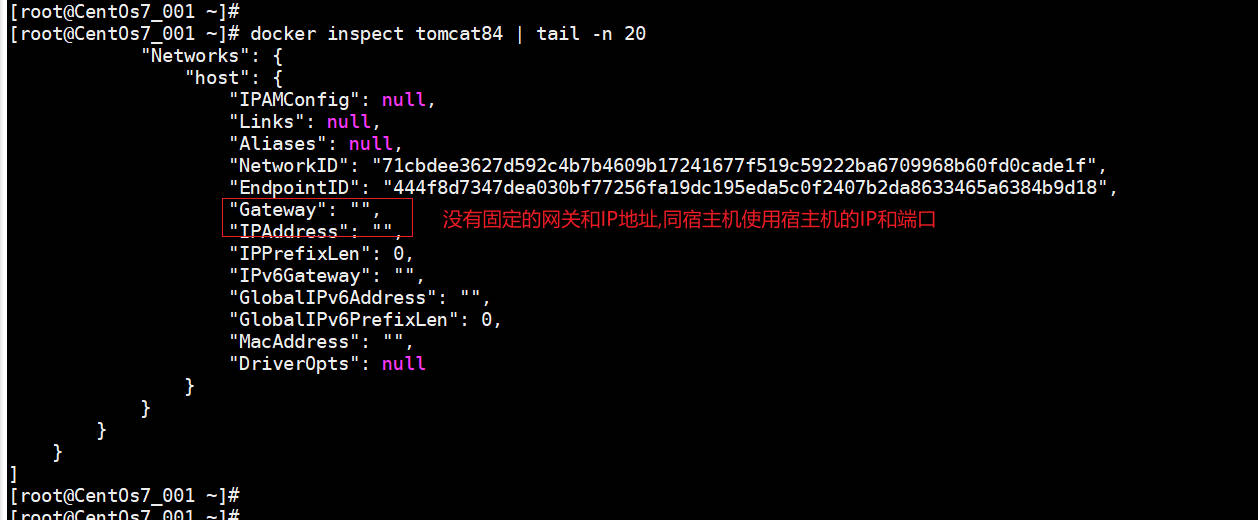 [root@CentOs7_001 ~]#
[root@CentOs7_001 ~]# docker inspect tomcat84 | tail -n 20
"Networks": {
"host": {
"IPAMConfig": null,
"Links": null,
"Aliases": null,
"NetworkID": "71cbdee3627d592c4b7b4609b17241677f519c59222ba6709968b60fd0cade1f",
"EndpointID": "444f8d7347dea030bf77256fa19dc195eda5c0f2407b2da8633465a6384b9d18",
"Gateway": "",
没有固定的网关和IP地址,同宿主机使用宿主机的IP和端口
"IPAddress": "",
"IPPrefixLen": 0,
"IPv6Gateway": "",
"GlobalIPv6Address": "",
"GlobalIPv6PrefixLen": 0,
"MacAddress": "",
"DriverOpts": null
}
}
}
}
]
[root@CentOs7_001 ~]#
[root@CentOs7_001 ~]#